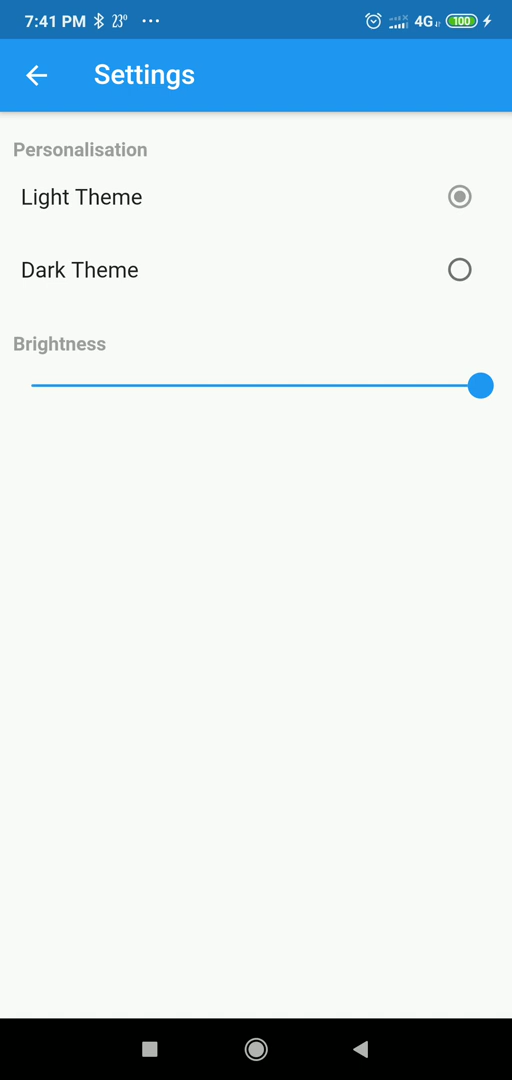 7:41 PM 23° ... 4G 100
Settings
Personalisation
Light Theme
Dark Theme
Brightness